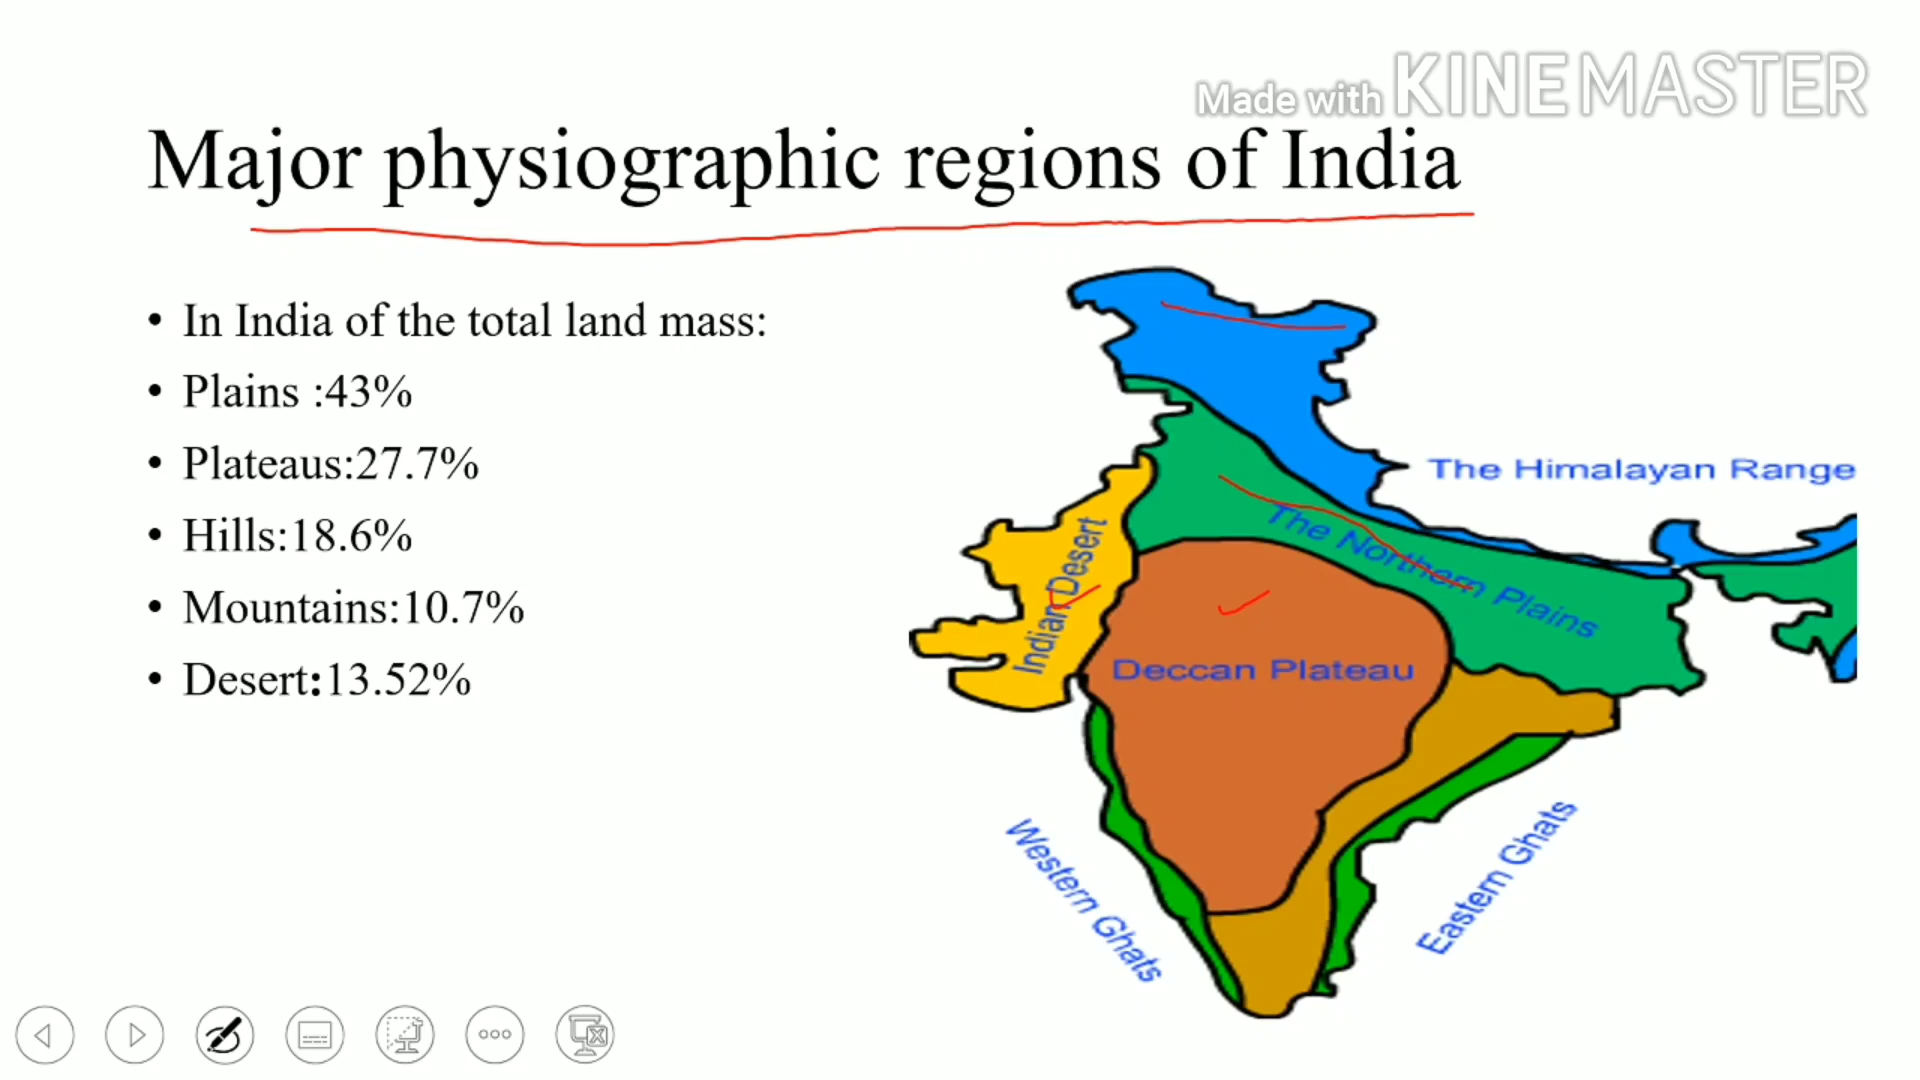 Made with KINEMASTER
Major physiographic regions of India
• In India of the total land mass:
• Plains :43%
• Plateaus:27.7%
• Hills:18.6%
• Mountains:10.7%
• Desert:13.52%
The Himalayan Range
The Northern Plains
Indian Desert
Deccan Plateau
Western Ghats
Eastern Ghats